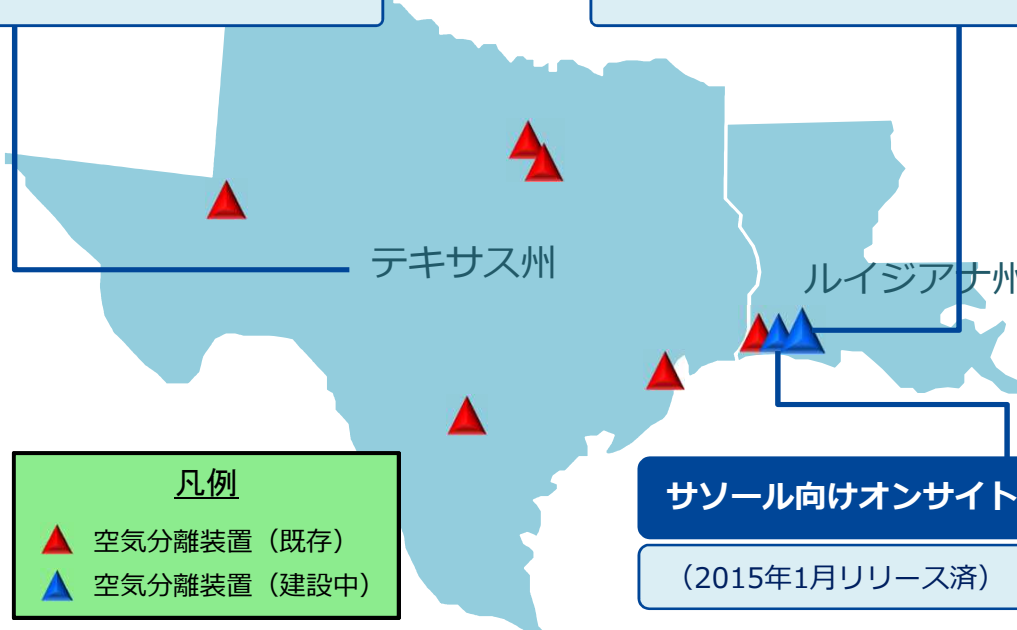 テキサス州
ルイジアナ州
凡例
空気分離装置（既存）
空気分離装置（建設中）
サソール向けオンサイト
（2015年1月リリース済）